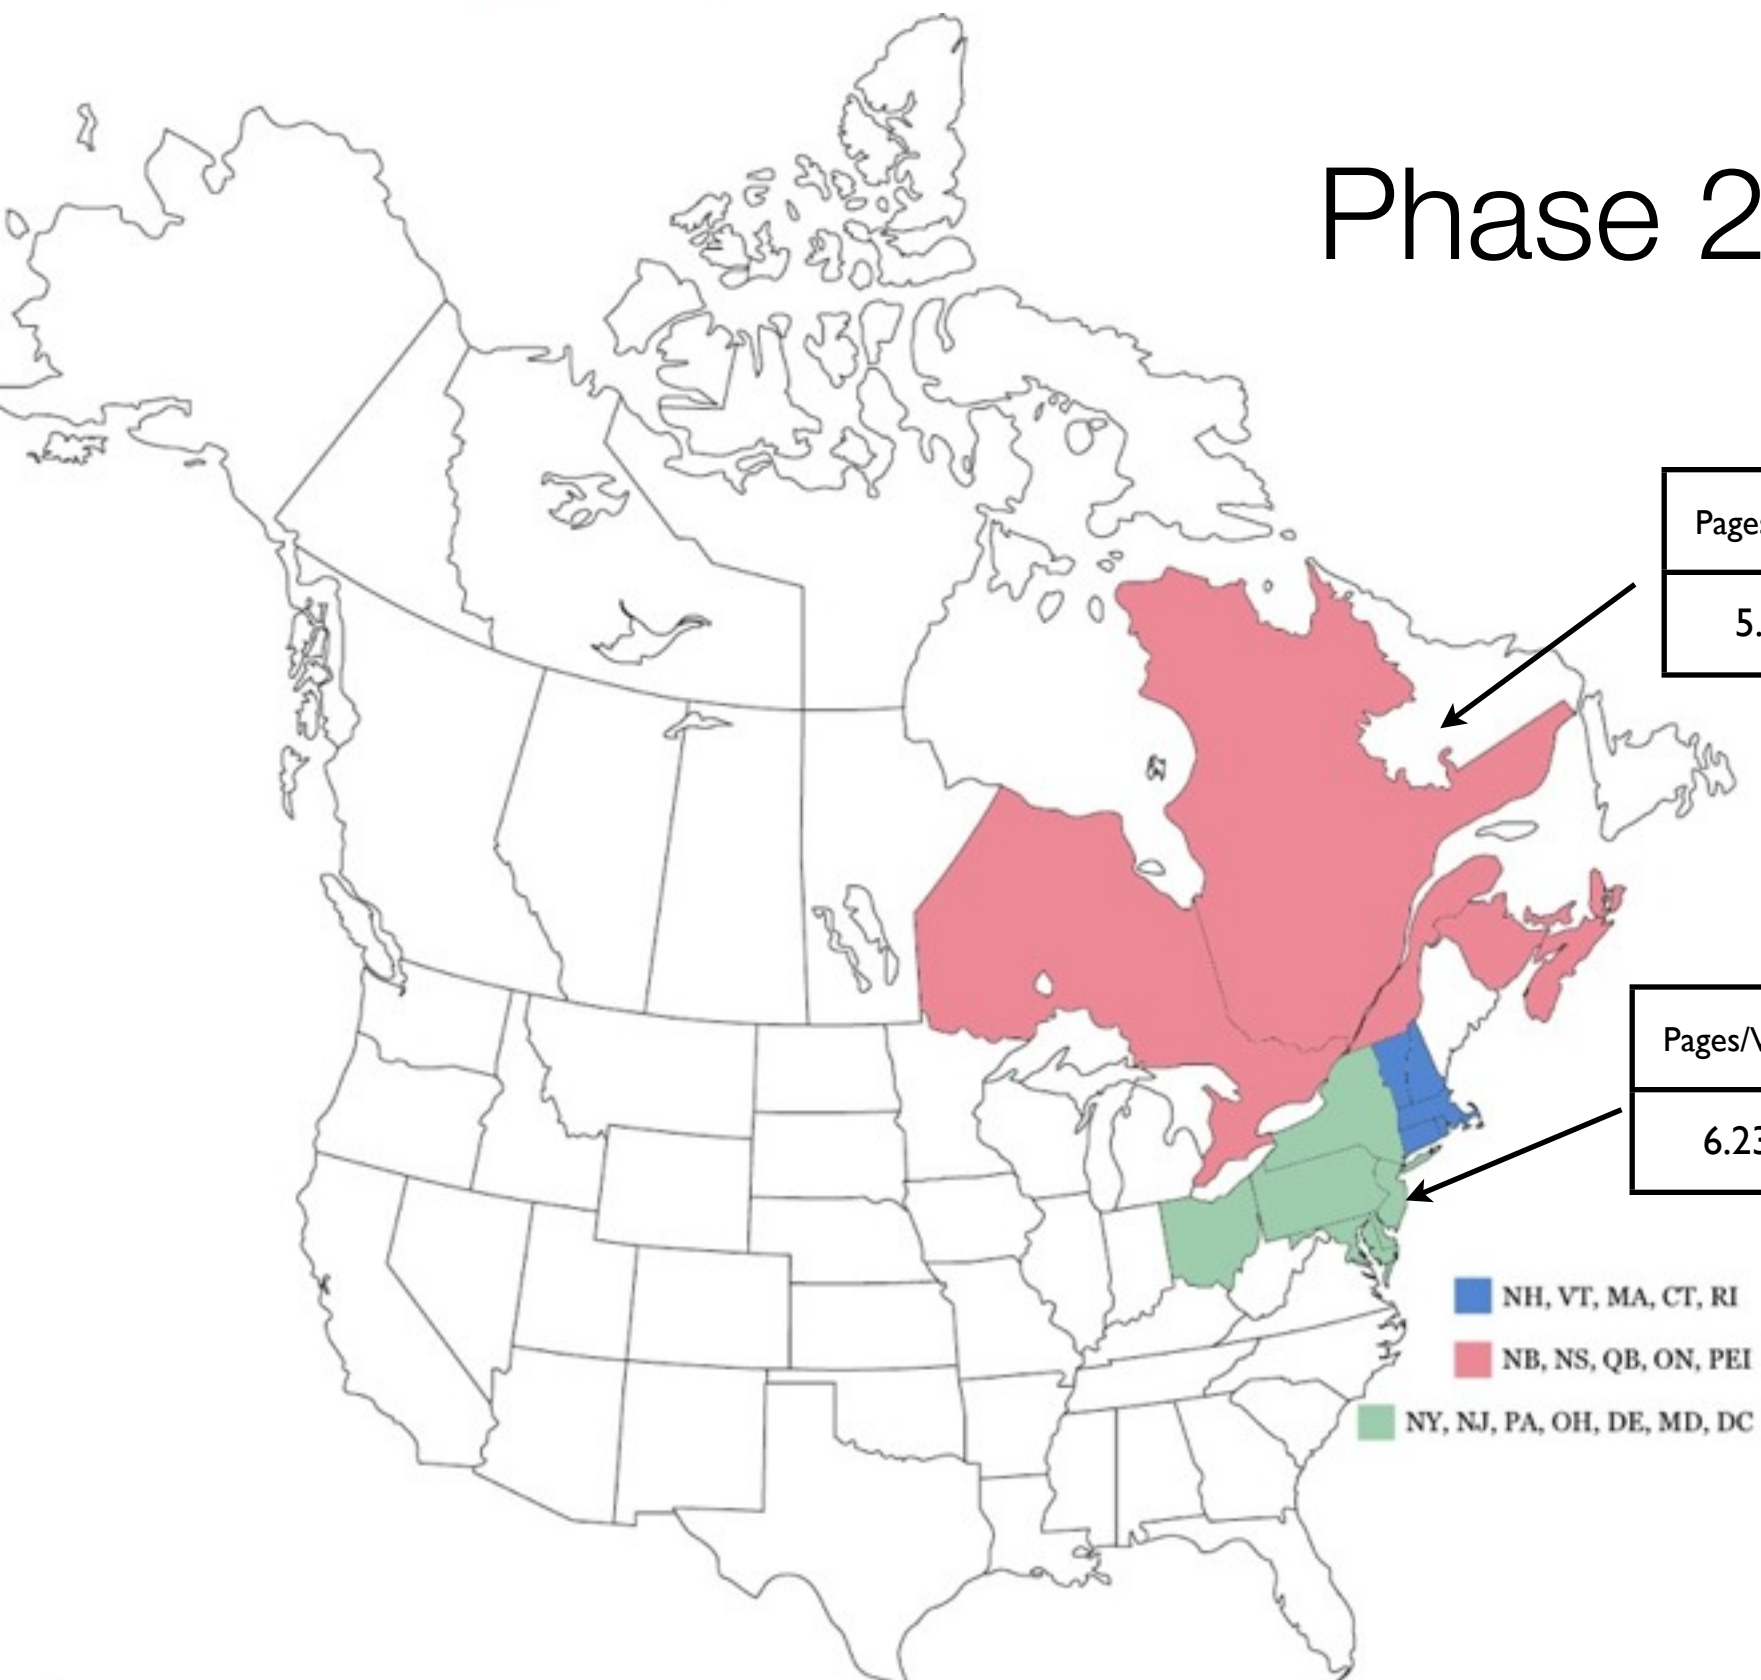 Phase 2
Pages
5.
Pages/V
6.23
NH, VT, MA, CT, RI
NB, NS, QB, ON, PEI
NY, NJ, PA, OH, DE, MD, DC